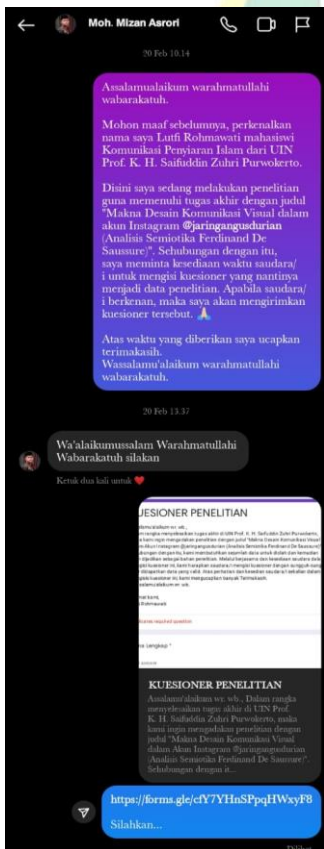 Moh. Mizan Asrori
20 Feb 10.14
Assalamualaikum warahmatullahi
wabarakatuh.
Mohon maaf sebelumnya, perkenalkan
nama saya Lutfi Rohmawati mahasiswi
Komunikasi Penyiaran Islam dari UIN
Prof. K. H. Saifuddin Zuhri Purwokerto.
Disini saya sedang melakukan penelitian
guna memenuhi tugas akhir dengan judul
"Makna Desain Komunikasi Visual dalam
akun Instagram @jaringangusdurian
(Analisis Semiotika Ferdinand De
Saussure)". Sehubungan dengan itu,
saya meminta kesediaan waktu saudara/
i untuk mengisi kuesioner yang nantinya
menjadi data penelitian. Apabila saudara/
i berkenan, maka saya akan mengirimkan
kuesioner tersebut. 🙏
Atas waktu yang diberikan saya ucapkan
terimakasih.
Wassalamu'alaikum warahmatullahi
wabarakatuh.
20 Feb 13.37
Wa'alaikumussalam Warahmatullahi
Wabarakatuh silakan
Ketuk dua kali untuk ❤️
UESIONER PENELITIAN
KUESIONER PENELITIAN
Assalamu'alaikum wr. wb., Dalam rangka
menyelesaikan tugas akhir di UIN Prof.
K. H. Saifuddin Zuhri Purwokerto, maka
kami ingin mengadakan penelitian dengan
judul "Makna Desain Komunikasi Visual
dalam Akun Instagram @jaringangusdurian
(Analisis Semiotika Ferdinand De Saussure)".
Sehubungan dengan it...
https://forms.gle/cfY7YHnSPpqHWxyF8
Silahkan...